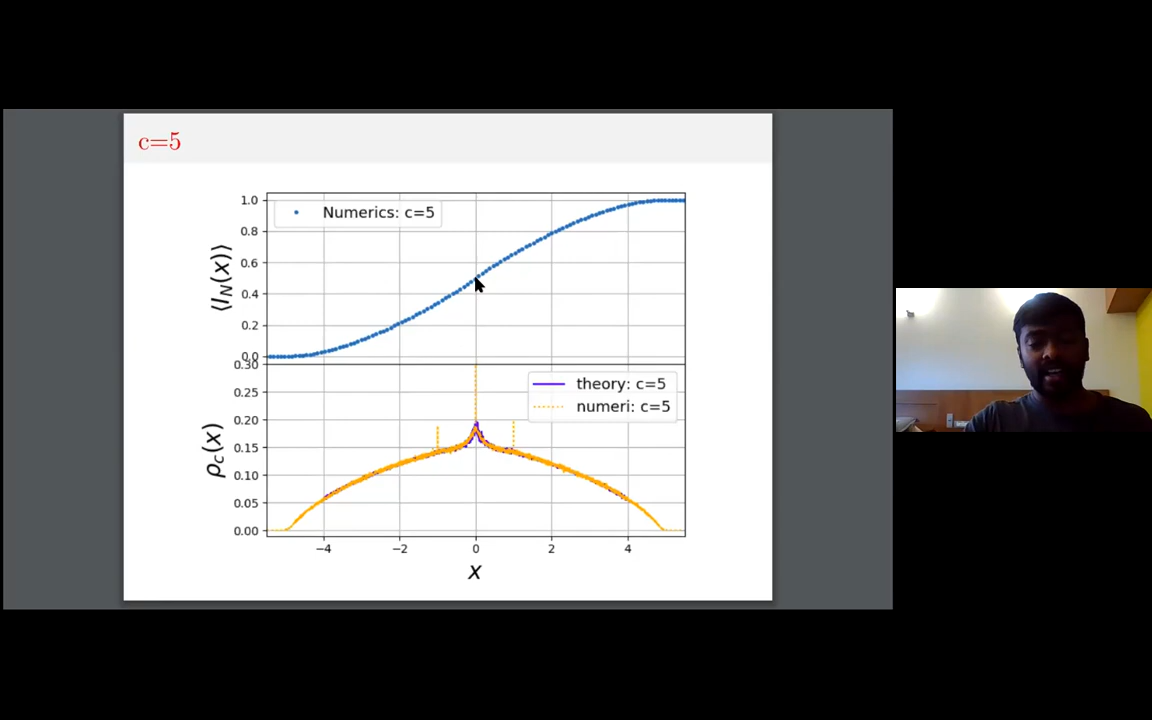 c=5
1.0
Numerics: c=5
0.8
0.6
⟨I_N(x)⟩
0.4
0.2
0.0
0.30
theory: c=5
0.25
numeri: c=5
0.20
ρ_c(x)
0.15
0.10
0.05
0.00
−4 −2 0 2 4
x